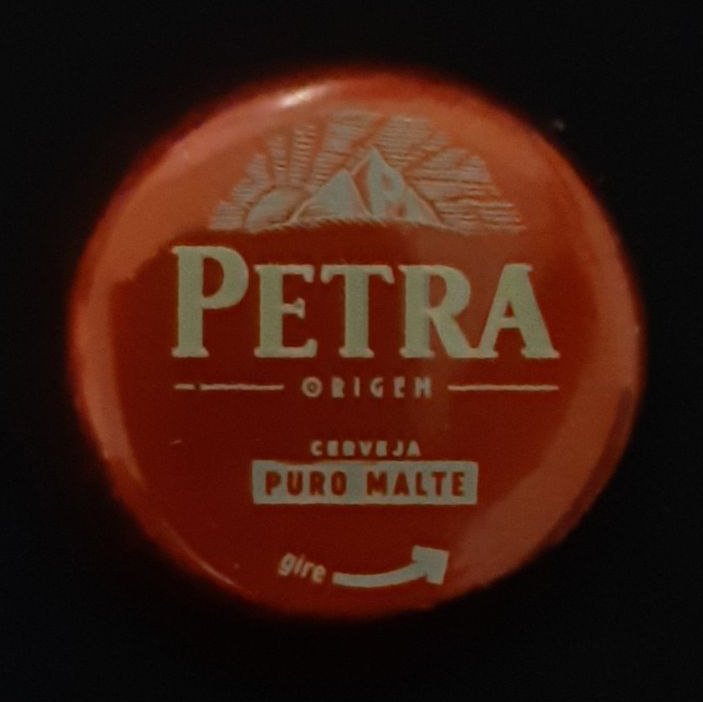 PETRA
ORIGEM
CERVEJA
PURO MALTE
gire